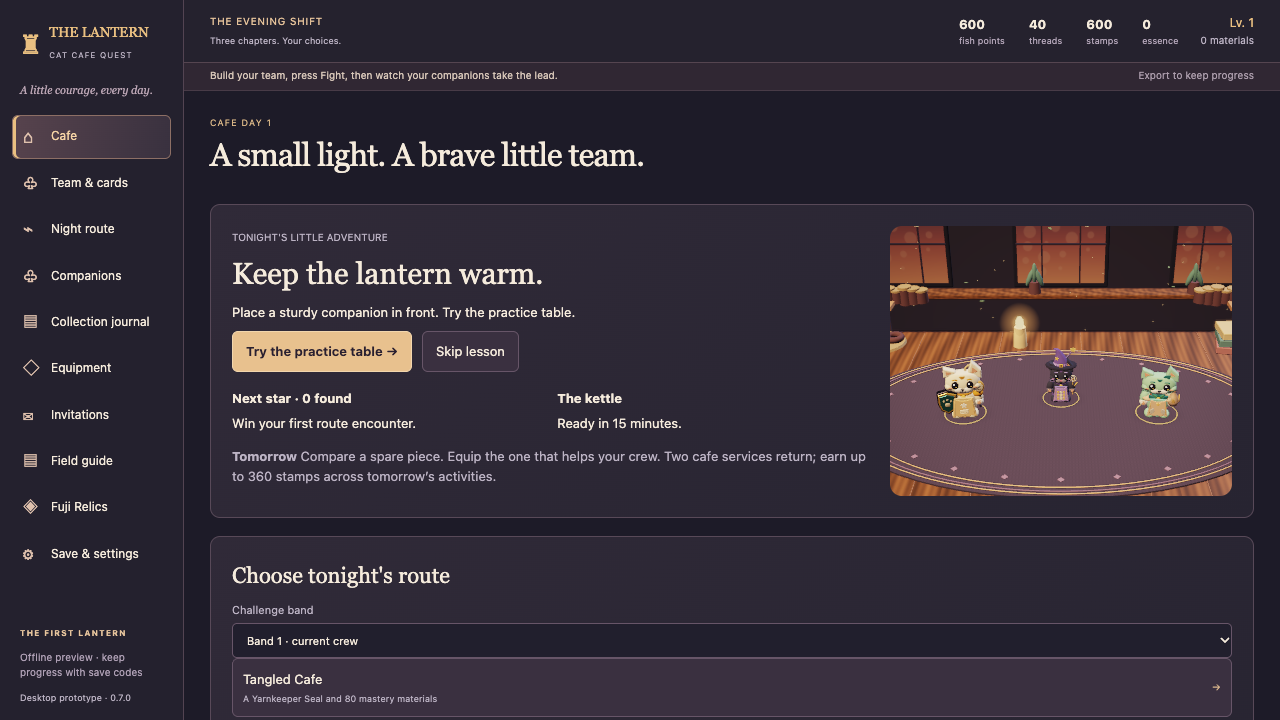 THE LANTERN
CAT CAFE QUEST
A little courage, every day.
Cafe
Team & cards
Night route
Companions
Collection journal
Equipment
Invitations
Field guide
Fuji Relics
Save & settings
THE FIRST LANTERN
Offline preview · keep
progress with save codes
Desktop prototype · 0.7.0
THE EVENING SHIFT
Three chapters. Your choices.
600
fish points
40
threads
600
stamps
0
essence
Lv. 1
0 materials
Build your team, press Fight, then watch your companions take the lead.
Export to keep progress
CAFE DAY 1
A small light. A brave little team.
TONIGHT'S LITTLE ADVENTURE
Keep the lantern warm.
Place a sturdy companion in front. Try the practice table.
Try the practice table →
Skip lesson
Next star · 0 found
Win your first route encounter.
The kettle
Ready in 15 minutes.
Tomorrow Compare a spare piece. Equip the one that helps your crew. Two cafe services return; earn up
to 360 stamps across tomorrow's activities.
Choose tonight's route
Challenge band
Band 1 · current crew
Tangled Cafe
A Yarnkeeper Seal and 80 mastery materials
→